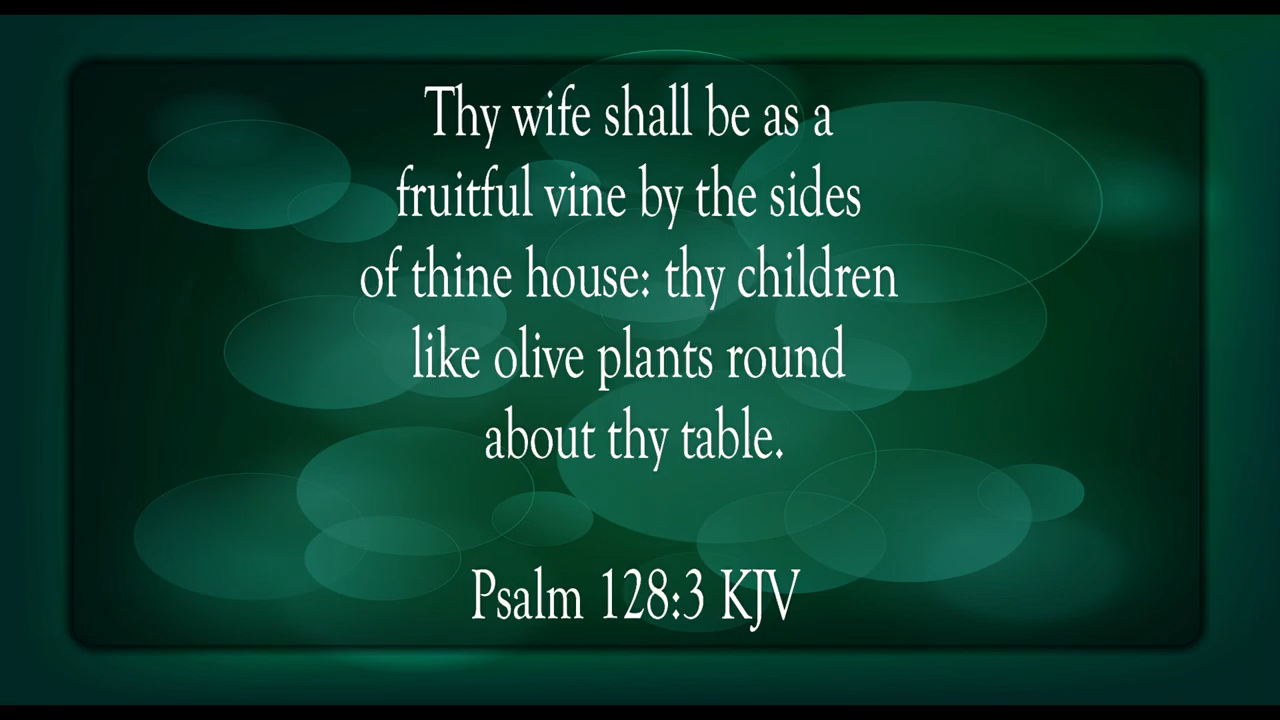 Thy wife shall be as a
fruitful vine by the sides
of thine house: thy children
like olive plants round
about thy table.
Psalm 128:3 KJV